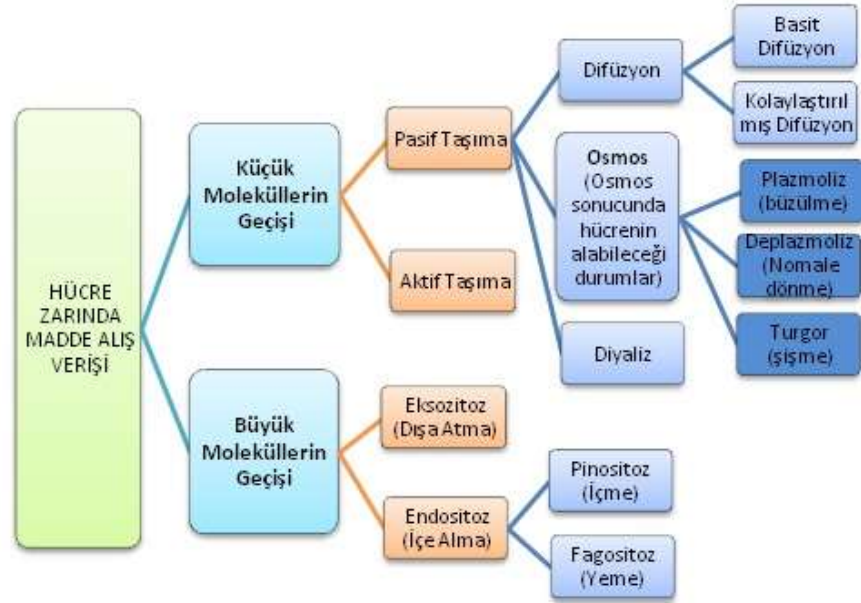 HÜCRE
ZARINDA
MADDE ALIŞ
VERİŞİ
Küçük
Moleküllerin
Geçişi
Büyük
Moleküllerin
Geçişi
Pasif Taşıma
Aktif Taşıma
Eksozitoz
(Dışa Atma)
Endositoz
(İçe Alma)
Difüzyon
Osmos
(Osmos
sonucunda
hücrenin
alabileceği
durumlar)
Diyaliz
Pinositoz
(İçme)
Fagositoz
(Yeme)
Basit
Difüzyon
Kolaylaştırıl
mış Difüzyon
Plazmoliz
(büzülme)
Deplazmoliz
(Nomale
dönme)
Turgor
(şişme)